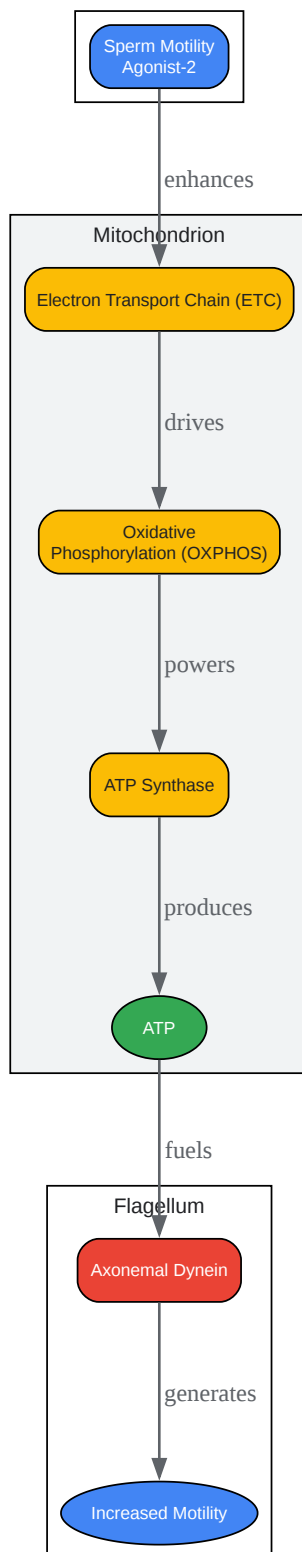 Sperm Motility
Agonist-2
enhances
Mitochondrion
Electron Transport Chain (ETC)
drives
Oxidative
Phosphorylation (OXPHOS)
powers
ATP Synthase
produces
ATP
fuels
Flagellum
Axonemal Dynein
generates
Increased Motility